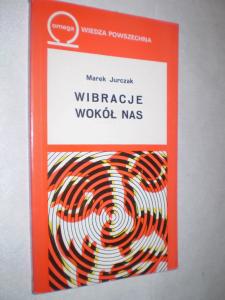 omega
WIEDZA POWSZECHNA
Marek Jurczak
WIBRACJE
WOKÓŁ NAS